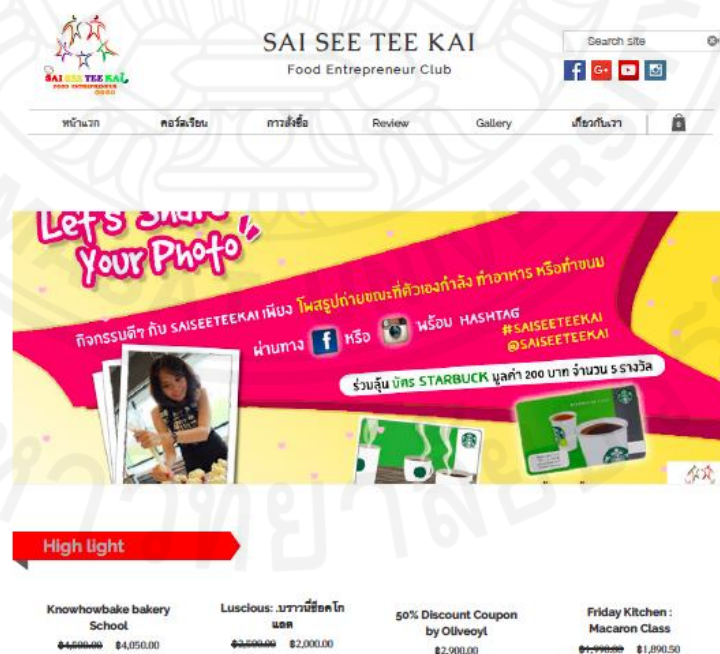 SAI SEE TEE KAI
Food Entrepreneur Club
Search site
SAI SEE TEE KAI
FOOD ENTREPRENEUR
หน้าแรก คอร์สเรียน การสั่งซื้อ Review Gallery เกี่ยวกับเรา
Let's Share
Your Photo
กิจกรรมดีๆ กับ SAISEETEEKAI เพียง โพสรูปถ่ายขณะที่ตัวเองกำลัง ทำอาหาร หรือทำขนม
ผ่านทาง f หรือ พร้อม HASHTAG #SAISEETEEKAI
@SAISEETEEKAI
ร่วมลุ้น บัตร STARBUCK มูลค่า 200 บาท จำนวน 5 รางวัล
High light
Knowhowbake bakery
School
฿4,500.00 ฿4,050.00
Luscious: .บราวนี่ช็อคโก
แลต
฿2,500.00 ฿2,000.00
50% Discount Coupon
by Oliveoyl
฿2,900.00
Friday Kitchen :
Macaron Class
฿1,990.00 ฿1,890.50